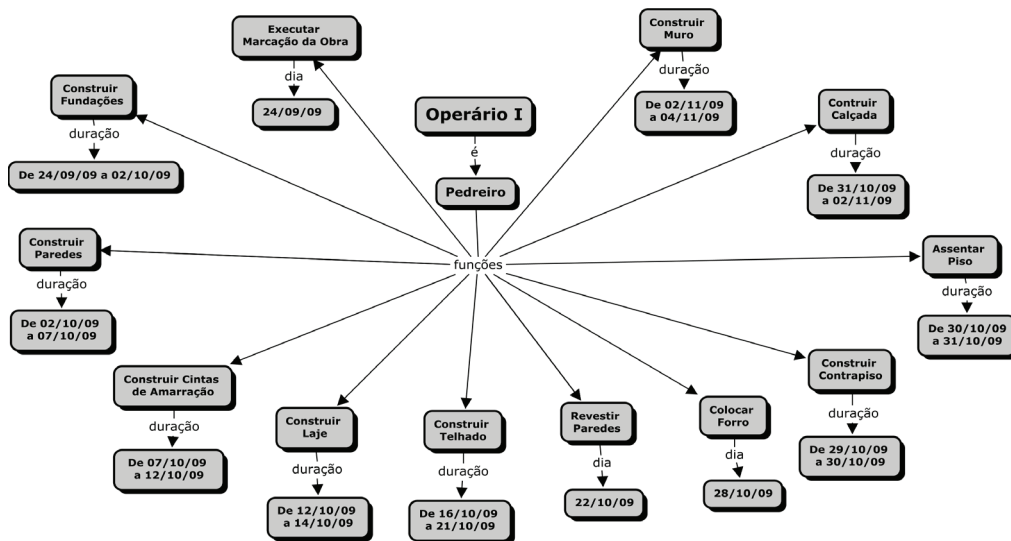 Executar
Marcação da Obra
dia
24/09/09
Construir
Muro
duração
De 02/11/09
a 04/11/09
Construir
Fundações
duração
De 24/09/09 a 02/10/09
Operário I
é
Pedreiro
Contruir
Calçada
duração
De 31/10/09
a 02/11/09
Construir
Paredes
duração
De 02/10/09
a 07/10/09
funções
Assentar
Piso
duração
De 30/10/09
a 31/10/09
Construir Cintas
de Amarração
duração
De 07/10/09
a 12/10/09
Construir
Laje
duração
De 12/10/09
a 14/10/09
Construir
Telhado
duração
De 16/10/09
a 21/10/09
Revestir
Paredes
dia
22/10/09
Colocar
Forro
dia
28/10/09
Construir
Contrapiso
duração
De 29/10/09
a 30/10/09